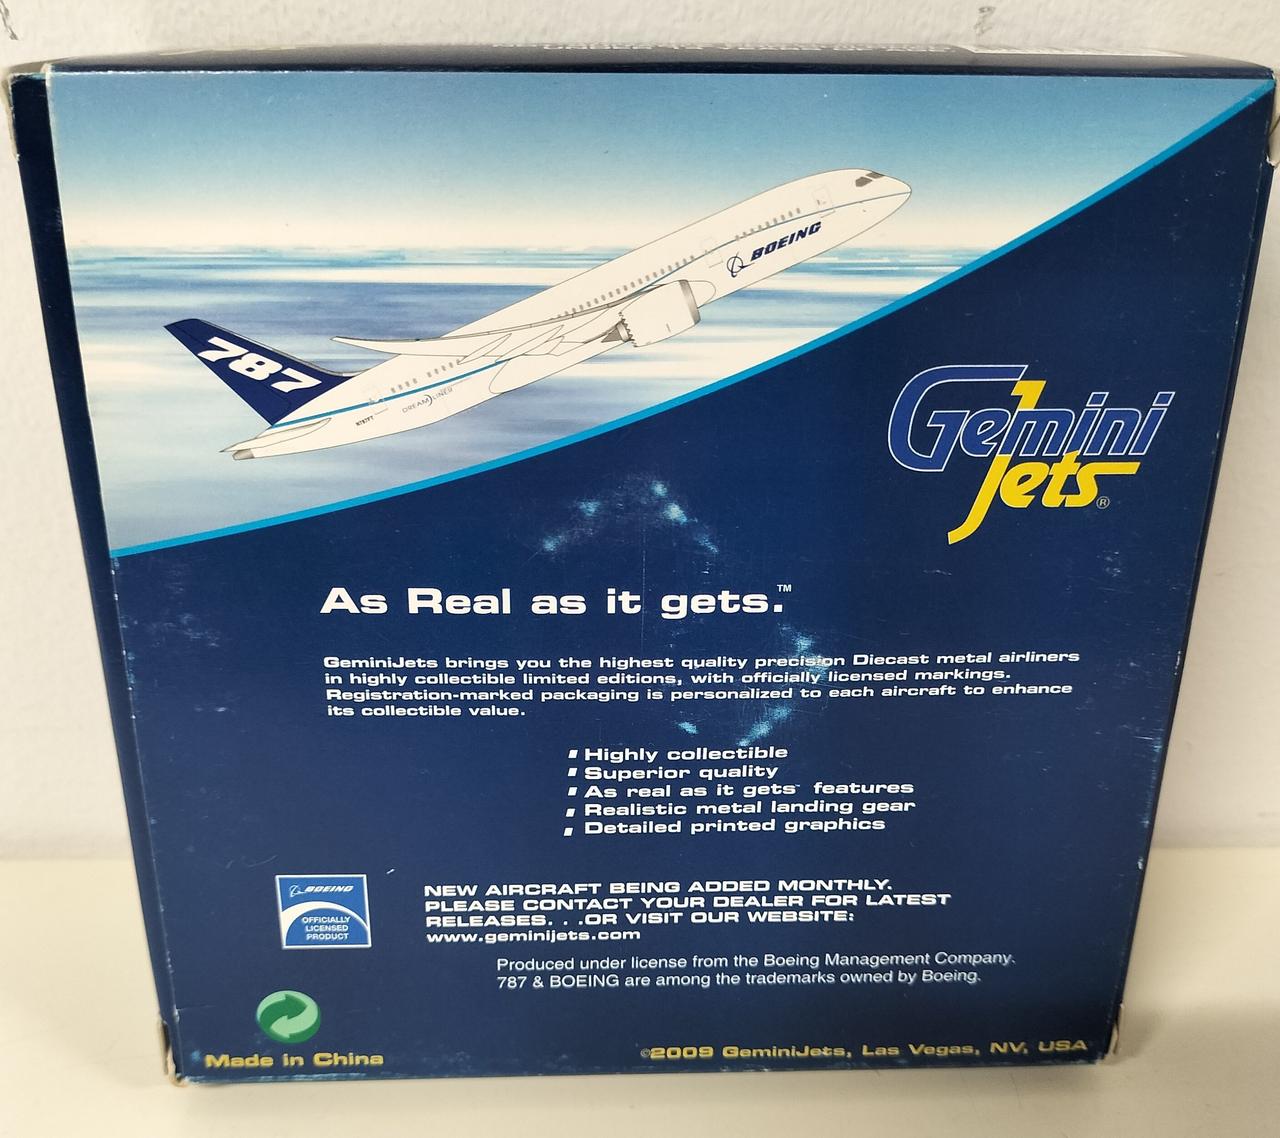 787
BOEING
DREAMLINER
N787FT
Gemini
Jets®
As Real as it gets.™
GeminiJets brings you the highest quality precision Diecast metal airliners
in highly collectible limited editions, with officially licensed markings.
Registration-marked packaging is personalized to each aircraft to enhance
its collectible value.
Highly collectible
Superior quality
As real as it gets™ features
Realistic metal landing gear
Detailed printed graphics
BOEING
OFFICIALLY
LICENSED
PRODUCT
NEW AIRCRAFT BEING ADDED MONTHLY.
PLEASE CONTACT YOUR DEALER FOR LATEST
RELEASES. . .OR VISIT OUR WEBSITE:
www.geminijets.com
Produced under license from the Boeing Management Company.
787 & BOEING are among the trademarks owned by Boeing.
Made in China
©2009 GeminiJets, Las Vegas, NV, USA